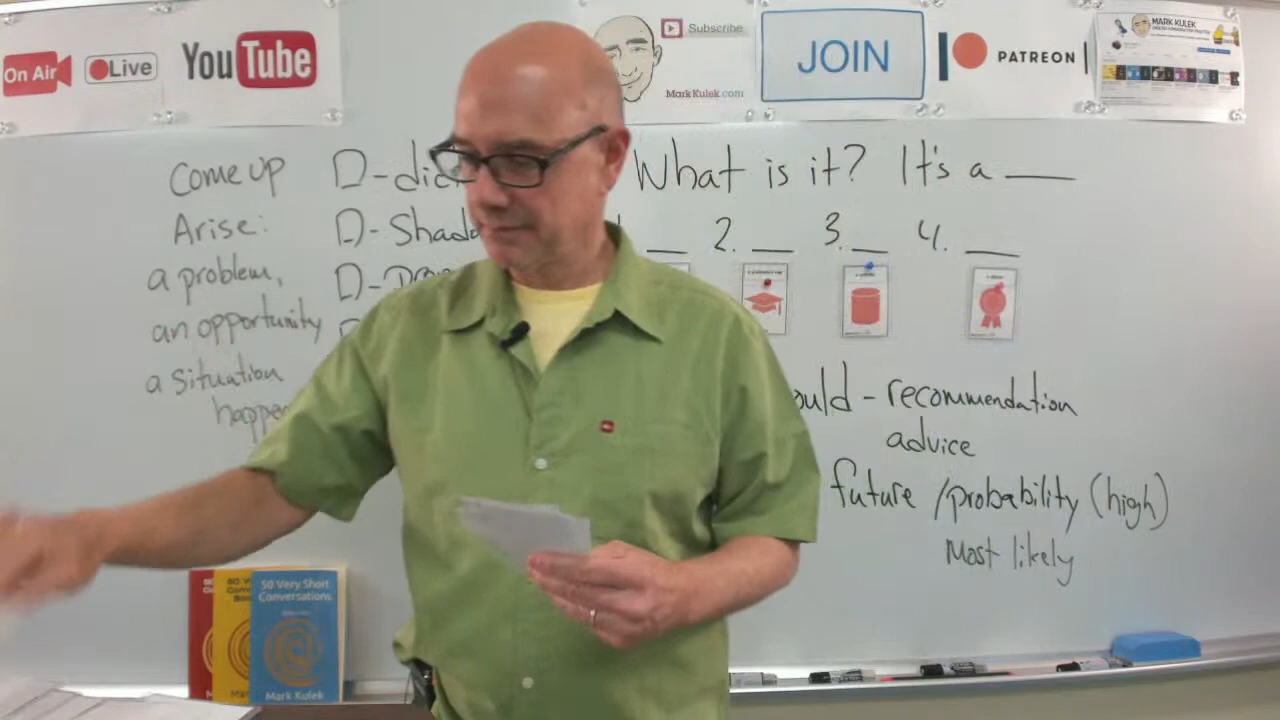 On Air
Live
YouTube
Subscribe
MarkKulek.com
JOIN
PATREON
MARK KULEK
Come up
Arise:
a problem,
an opportunity
a situation
D-
D-
D-
What is it? It's a ___
2. ___ 3. ___ 4. ___
- recommendation
advice
future / probability (high)
Most likely
50 Very Short
Conversations
Mark Kulek